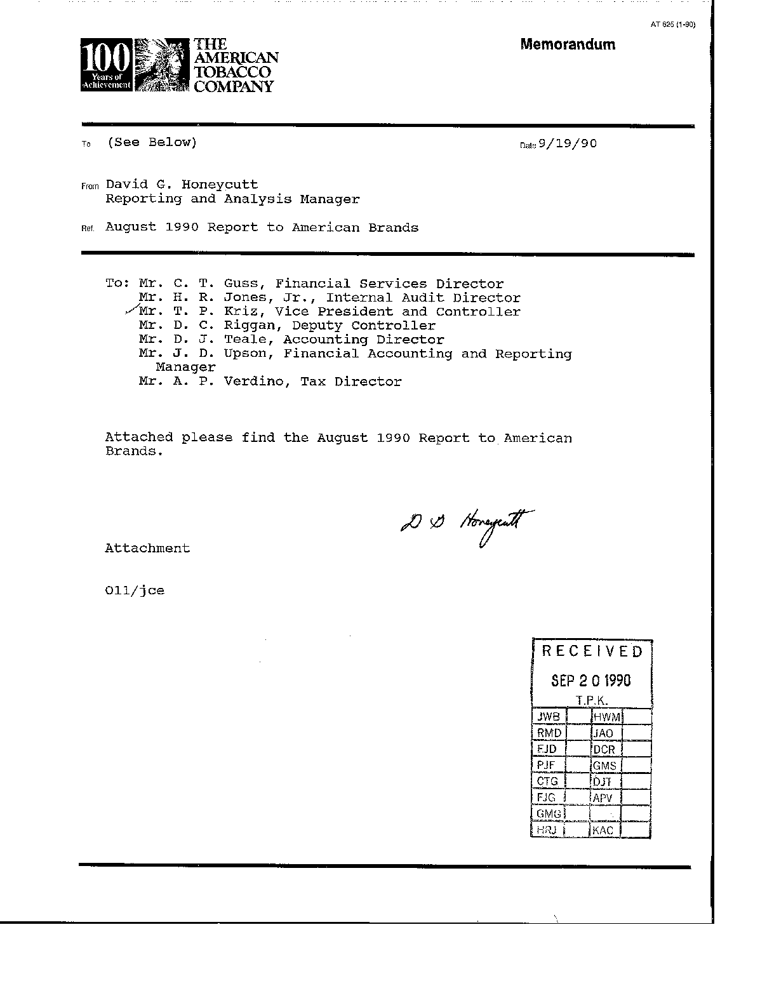 AT 625 (1-90)
100
Years of
Achievement
THE
AMERICAN
TOBACCO
COMPANY
Memorandum
To (See Below)
Date 9/19/90
From David G. Honeycutt
Reporting and Analysis Manager
Ref. August 1990 Report to American Brands
To: Mr. C. T. Guss, Financial Services Director
Mr. H. R. Jones, Jr., Internal Audit Director
Mr. T. P. Kriz, Vice President and Controller
Mr. D. C. Riggan, Deputy Controller
Mr. D. J. Teale, Accounting Director
Mr. J. D. Upson, Financial Accounting and Reporting
Manager
Mr. A. P. Verdino, Tax Director
Attached please find the August 1990 Report to American
Brands.
D G Honeycutt
Attachment
011/jce
RECEIVED
SEP 20 1990
T.P.K.
JWB HWM
RMD JAO
EJD DCR
PJF GMS
CTG DJT
FJG APV
GMG
HRJ KAC